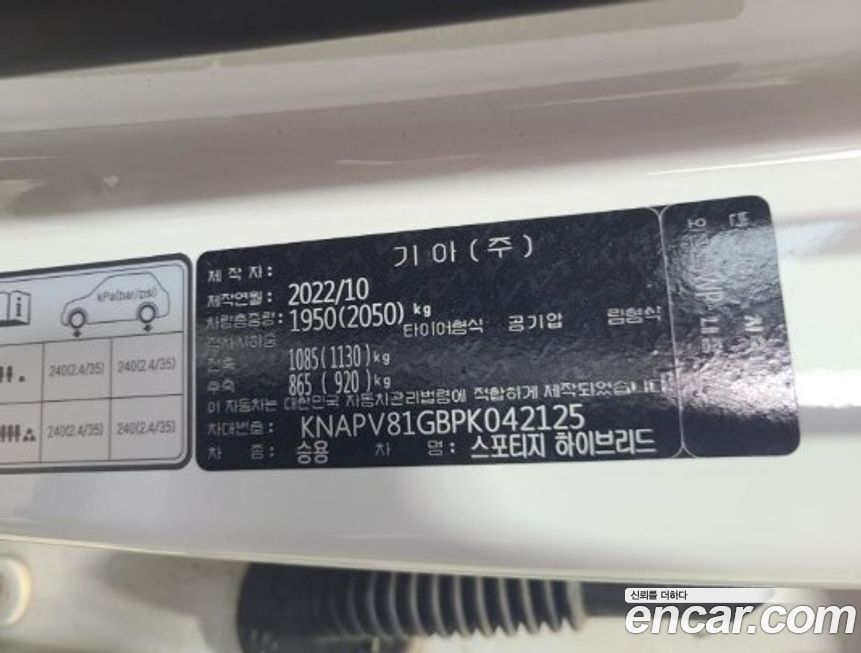 kPa(bar/psi)
240(2.4/35) 240(2.4/35)
240(2.4/35) 240(2.4/35)
제 작 자 : 기 아 ( 주 )
제작연월 : 2022/10
차량총중량 : 1950(2050) kg
타이어형식 공기압 림형식
전축 1085(1130)kg
후축 865 ( 920)kg
이 자동차는 대한민국 자동차관리법령에 적합하게 제작되었습니다
차대번호 : KNAPV81GBPK042125
차 종 : 승용 차 명 : 스포티지 하이브리드
신뢰를 더하다
encar.com